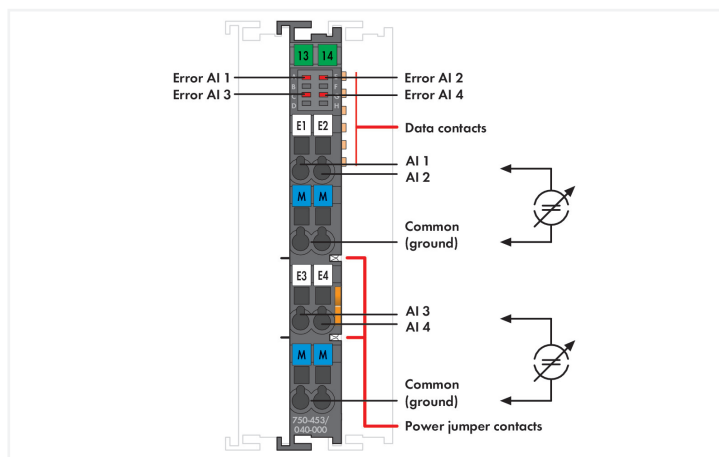 13 14
Error AI 1
Error AI 2
Error AI 3
Error AI 4
B
D
H
E1 E2
Data contacts
AI 1
AI 2
M M
Common
(ground)
E3 E4
AI 3
AI 4
M M
Common
(ground)
750-453/
040-000
Power jumper contacts